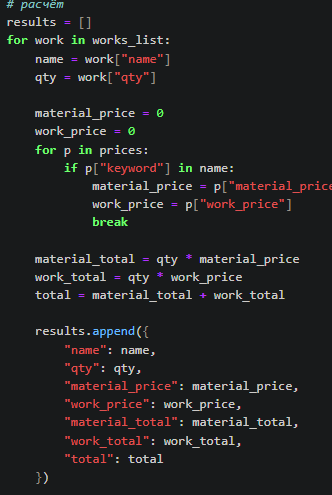 # расчёт
results = []
for work in works_list:
    name = work["name"]
    qty = work["qty"]

    material_price = 0
    work_price = 0
    for p in prices:
        if p["keyword"] in name:
            material_price = p["material_price
            work_price = p["work_price"]
            break

    material_total = qty * material_price
    work_total = qty * work_price
    total = material_total + work_total

    results.append({
        "name": name,
        "qty": qty,
        "material_price": material_price,
        "work_price": work_price,
        "material_total": material_total,
        "work_total": work_total,
        "total": total
    })